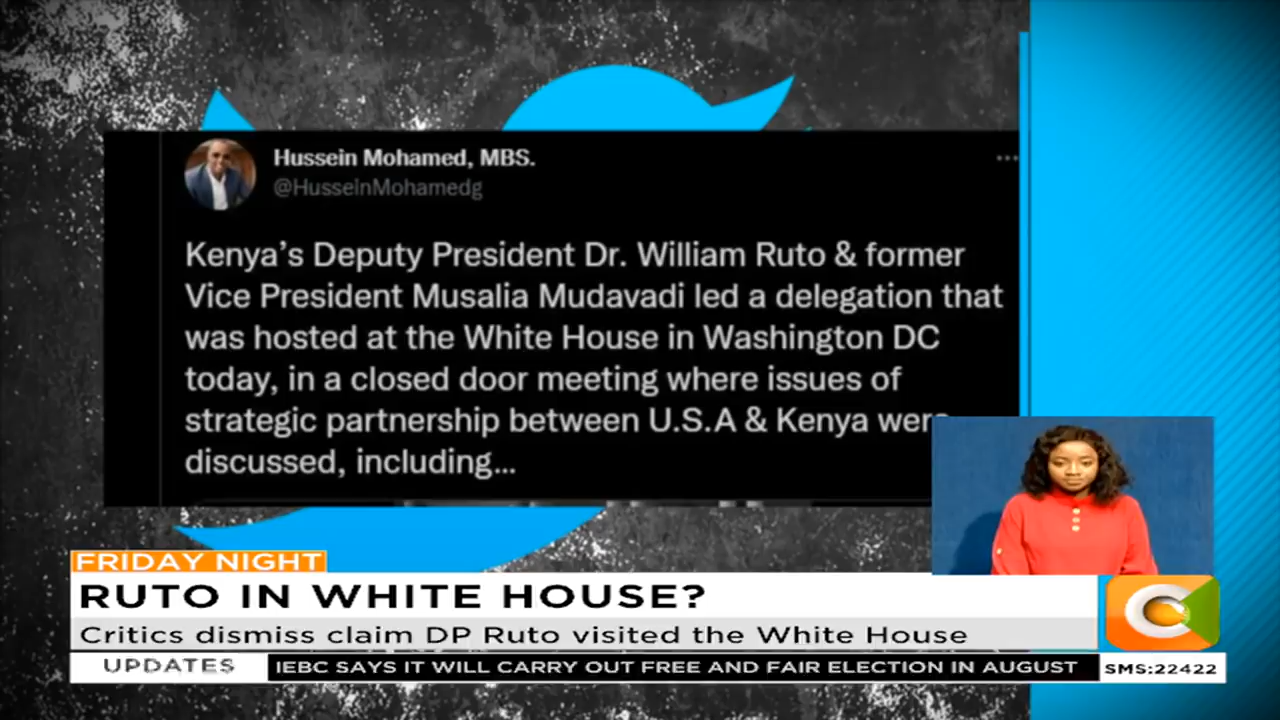 Hussein Mohamed, MBS.
@HusseinMohamedg
Kenya's Deputy President Dr. William Ruto & former
Vice President Musalia Mudavadi led a delegation that
was hosted at the White House in Washington DC
today, in a closed door meeting where issues of
strategic partnership between U.S.A & Kenya were
discussed, including...
FRIDAY NIGHT
RUTO IN WHITE HOUSE?
Critics dismiss claim DP Ruto visited the White House
UPDATES
IEBC SAYS IT WILL CARRY OUT FREE AND FAIR ELECTION IN AUGUST
SMS:22422